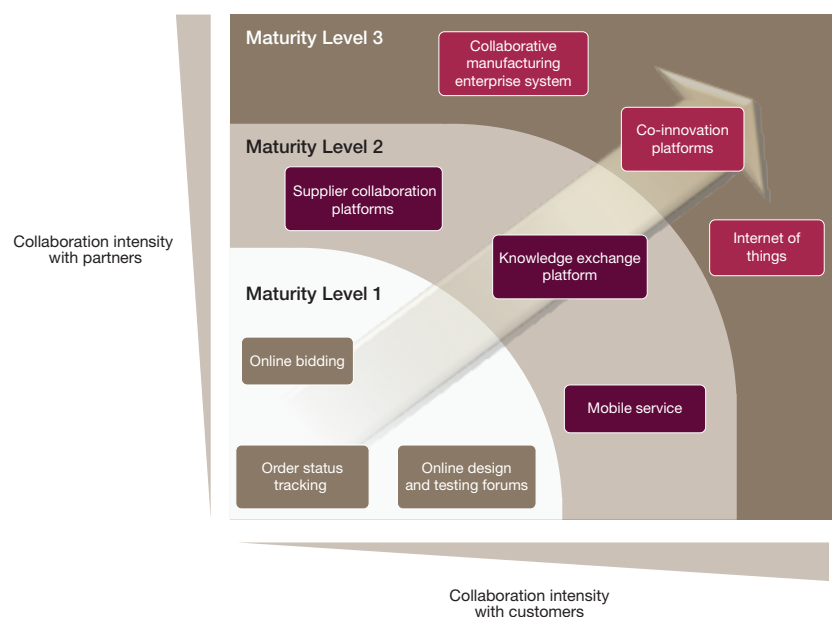 Maturity Level 3
Collaborative
manufacturing
enterprise system
Co-innovation
platforms
Maturity Level 2
Supplier collaboration
platforms
Collaboration intensity
with partners
Internet of
things
Knowledge exchange
platform
Maturity Level 1
Online bidding
Mobile service
Order status
tracking
Online design
and testing forums
Collaboration intensity
with customers